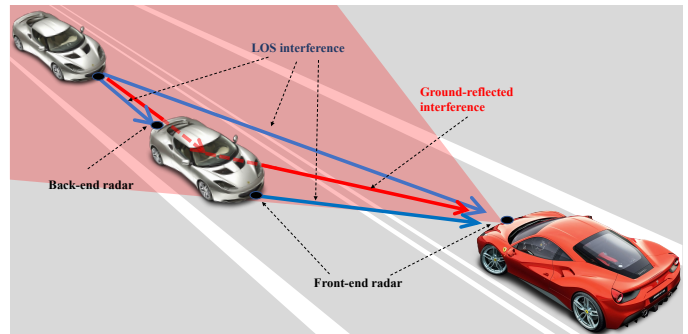 LOS interference
Ground-reflected
interference
Back-end radar
Front-end radar